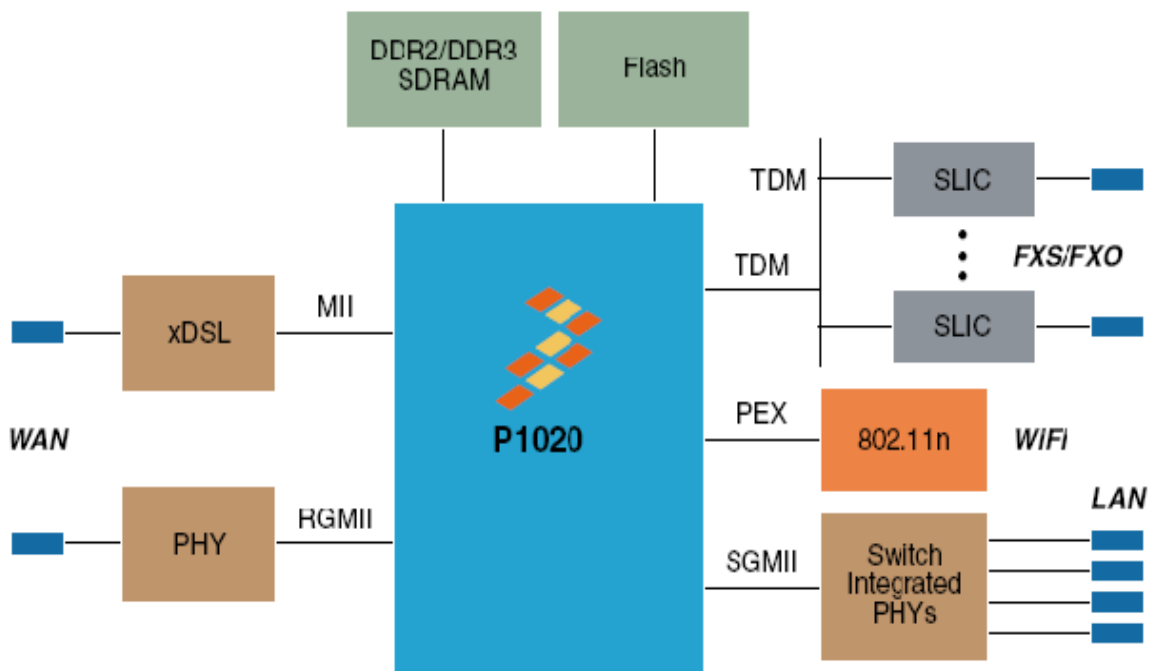 DDR2/DDR3
SDRAM
Flash
TDM
SLIC
TDM
FXS/FXO
SLIC
xDSL
MII
P1020
WAN
PHY
RGMII
PEX
802.11n
WiFi
LAN
SGMII
Switch
Integrated
PHYs